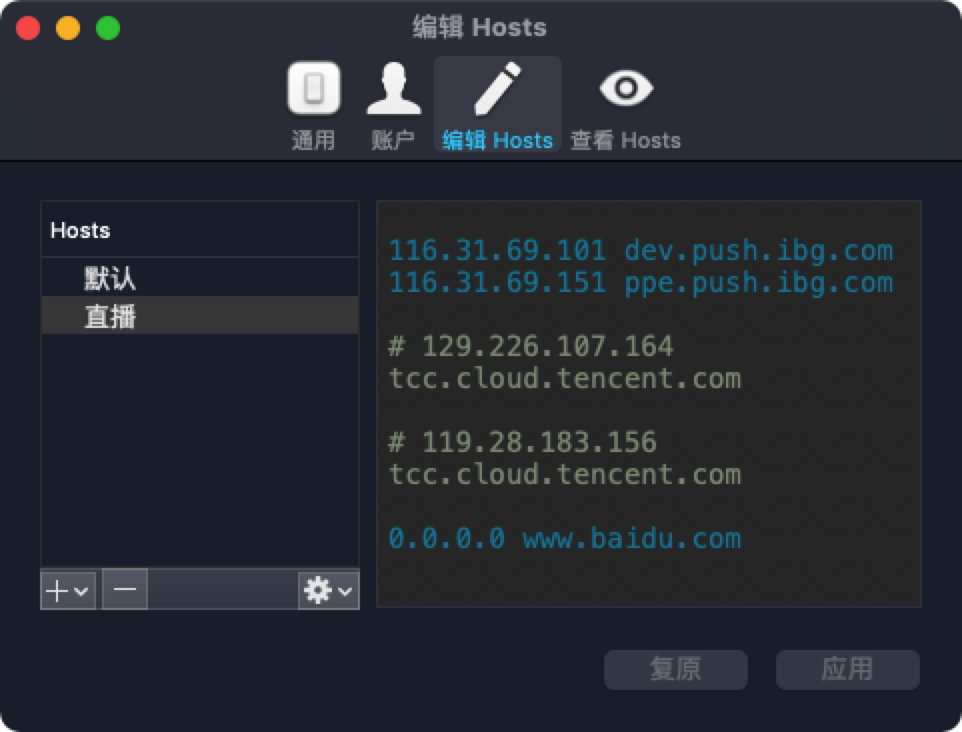 编辑 Hosts
通用
账户
编辑 Hosts
查看 Hosts
Hosts
默认
直播
116.31.69.101 dev.push.ibg.com
116.31.69.151 ppe.push.ibg.com
# 129.226.107.164
tcc.cloud.tencent.com
# 119.28.183.156
tcc.cloud.tencent.com
0.0.0.0 www.baidu.com
复原
应用